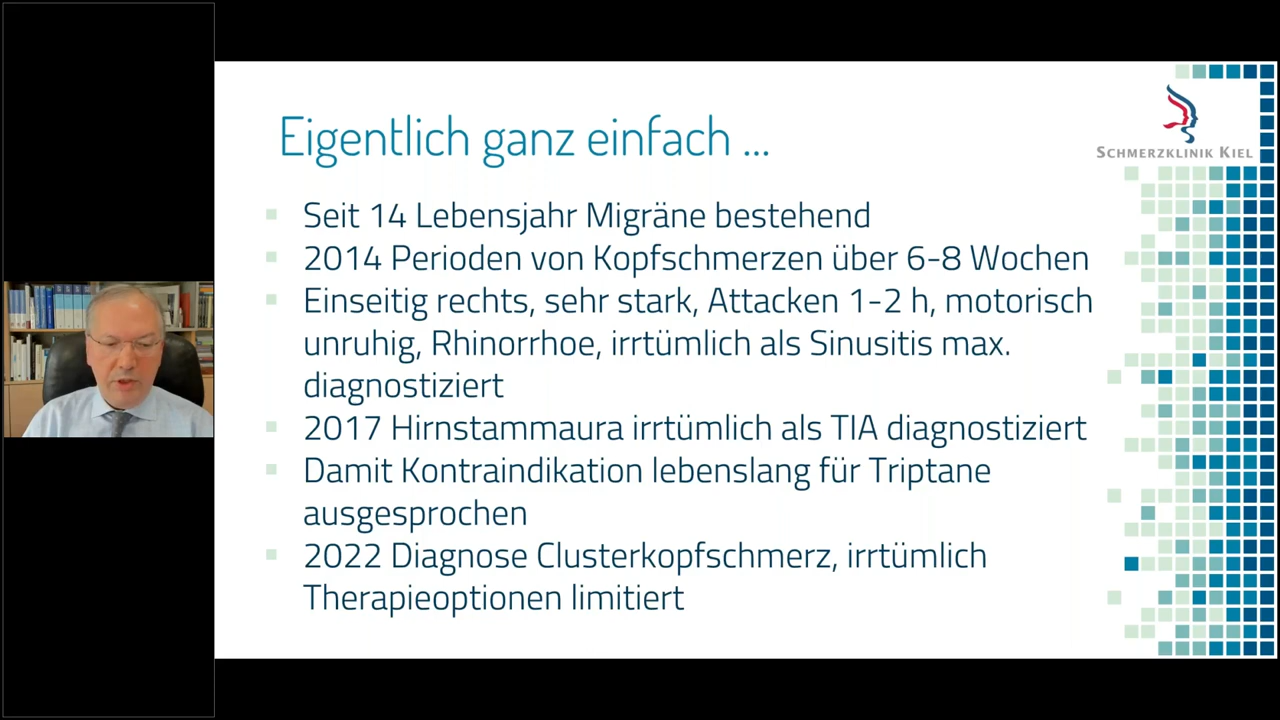 Eigentlich ganz einfach ...
SCHMERZKLINIK KIEL
Seit 14 Lebensjahr Migräne bestehend
2014 Perioden von Kopfschmerzen über 6-8 Wochen
Einseitig rechts, sehr stark, Attacken 1-2 h, motorisch
unruhig, Rhinorrhoe, irrtümlich als Sinusitis max.
diagnostiziert
2017 Hirnstammaura irrtümlich als TIA diagnostiziert
Damit Kontraindikation lebenslang für Triptane
ausgesprochen
2022 Diagnose Clusterkopfschmerz, irrtümlich
Therapieoptionen limitiert